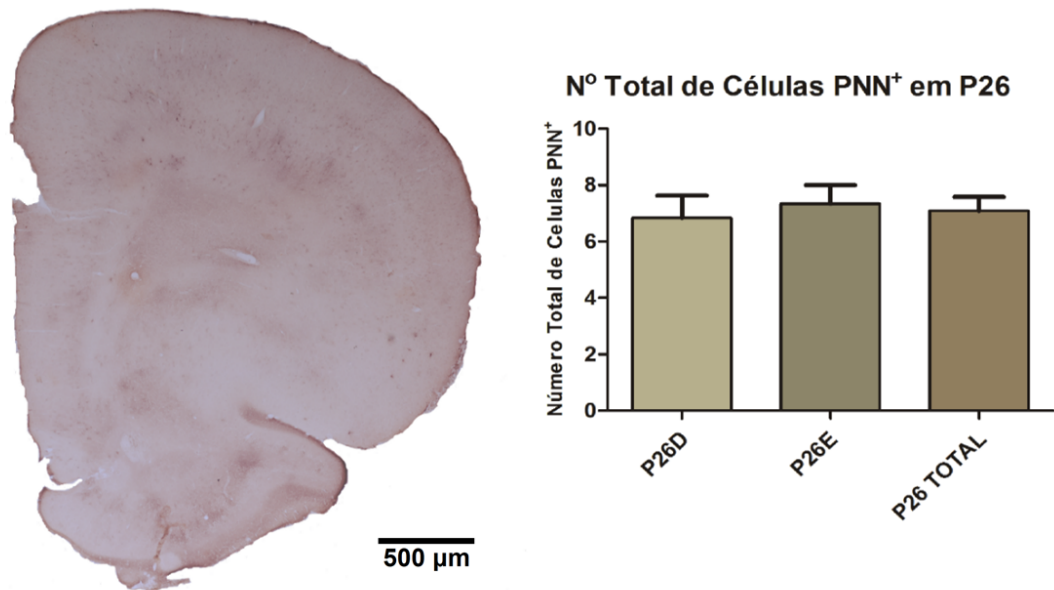 Nº Total de Células PNN⁺ em P26
Número Total de Celulas PNN⁺
10
8
6
4
2
0
P26D
P26E
P26 TOTAL
500 µm